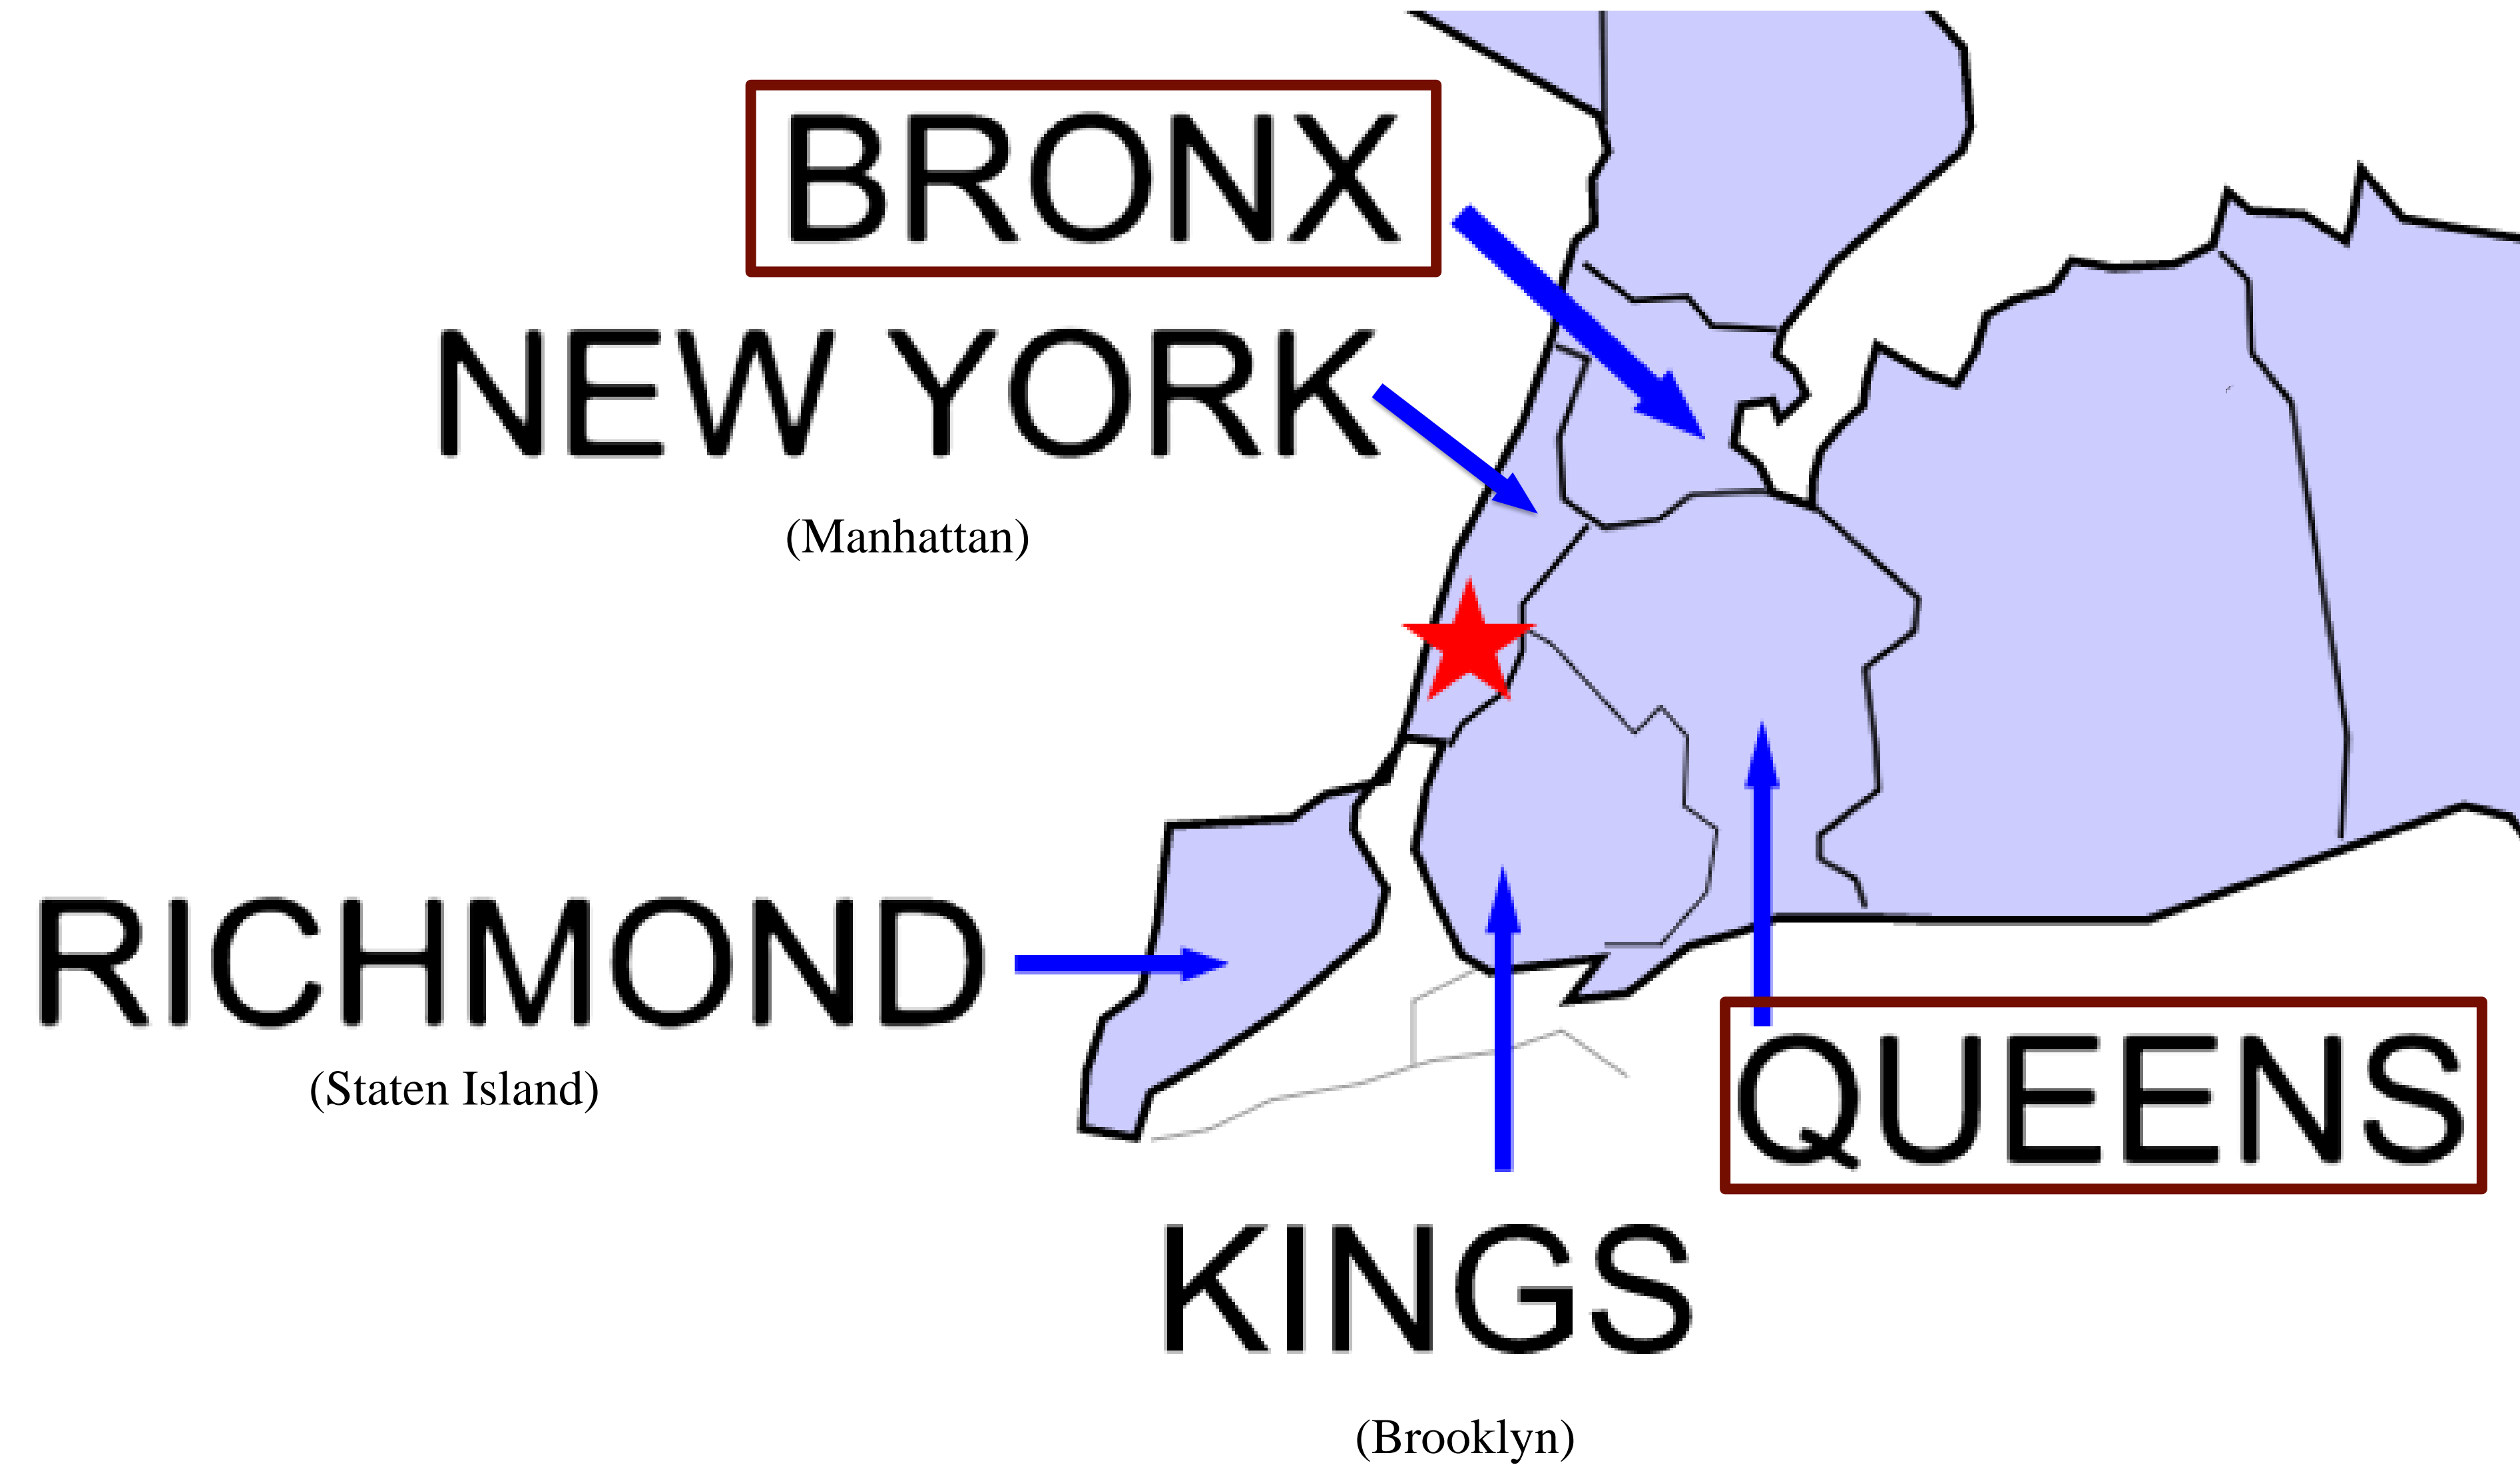 BRONX
NEW YORK
(Manhattan)
RICHMOND
(Staten Island)
QUEENS
KINGS
(Brooklyn)